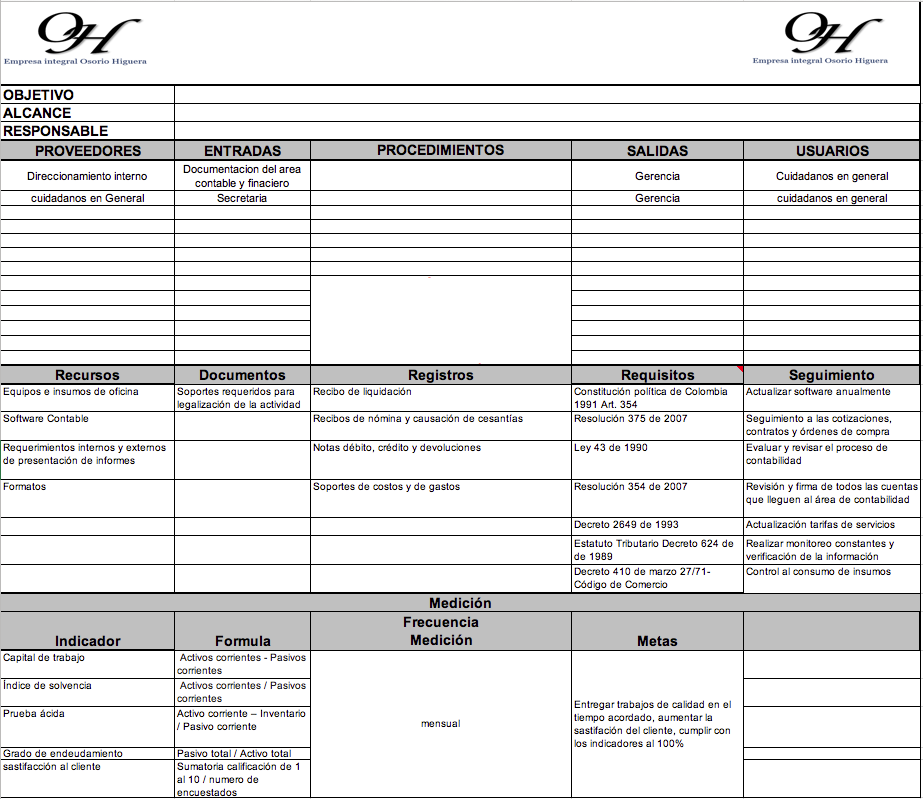 OH
Empresa integral Osorio Higuera
OH
Empresa integral Osorio Higuera
OBJETIVO
ALCANCE
RESPONSABLE
PROVEEDORES ENTRADAS PROCEDIMIENTOS SALIDAS USUARIOS
Direccionamiento interno
Documentacion del area
contable y finaciero
Gerencia
Cuidadanos en general
cuidadanos en General
Secretaria
Gerencia
cuidadanos en general
Recursos Documentos Registros Requisitos Seguimiento
Equipos e insumos de oficina
Soportes requeridos para
legalización de la actividad
Recibo de liquidación
Constitución política de Colombia
1991 Art. 354
Actualizar software anualmente
Software Contable
Recibos de nómina y causación de cesantías
Resolución 375 de 2007
Seguimiento a las cotizaciones,
contratos y órdenes de compra
Requerimientos internos y externos
de presentación de informes
Notas débito, crédito y devoluciones
Ley 43 de 1990
Evaluar y revisar el proceso de
contabilidad
Formatos
Soportes de costos y de gastos
Resolución 354 de 2007
Revisión y firma de todos las cuentas
que lleguen al área de contabilidad
Decreto 2649 de 1993
Actualización tarifas de servicios
Estatuto Tributario Decreto 624 de
de 1989
Realizar monitoreo constantes y
verificación de la información
Decreto 410 de marzo 27/71-
Código de Comercio
Control al consumo de insumos
Medición
Indicador
Formula
Frecuencia
Medición
Metas
Capital de trabajo
Activos corrientes - Pasivos
corrientes
Índice de solvencia
Activos corrientes / Pasivos
corrientes
Prueba ácida
Activo corriente – Inventario
/ Pasivo corriente
Grado de endeudamiento
Pasivo total / Activo total
sastifacción al cliente
Sumatoria calificación de 1
al 10 / numero de
encuestados
mensual
Entregar trabajos de calidad en el
tiempo acordado, aumentar la
sastifación del cliente, cumplir con
los indicadores al 100%